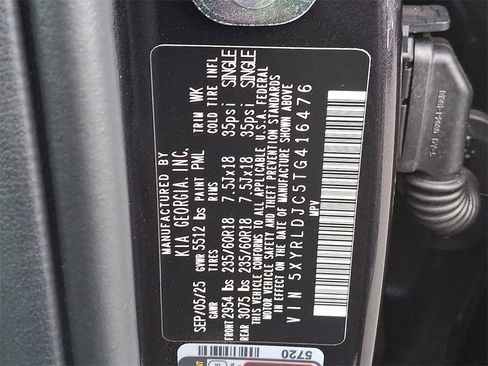 MANUFACTURED BY
KIA GEORGIA, INC.
SEP/05/25 GVWR 5512 lbs PAINT PML TRIM WK
GAWR TIRES RIMS COLD TIRE INFL
FRONT 2954 lbs 235/60R18 7.5Jx18 35psi SINGLE
REAR 3075 lbs 235/60R18 7.5Jx18 35psi SINGLE
THIS VEHICLE CONFORMS TO ALL APPLICABLE U.S.A. FEDERAL
MOTOR VEHICLE SAFETY AND THEFT PREVENTION STANDARDS
IN EFFECT ON THE DATE OF MANUFACTURE SHOWN ABOVE
VIN 5XYRLDJC5TG416476
MPV
5720